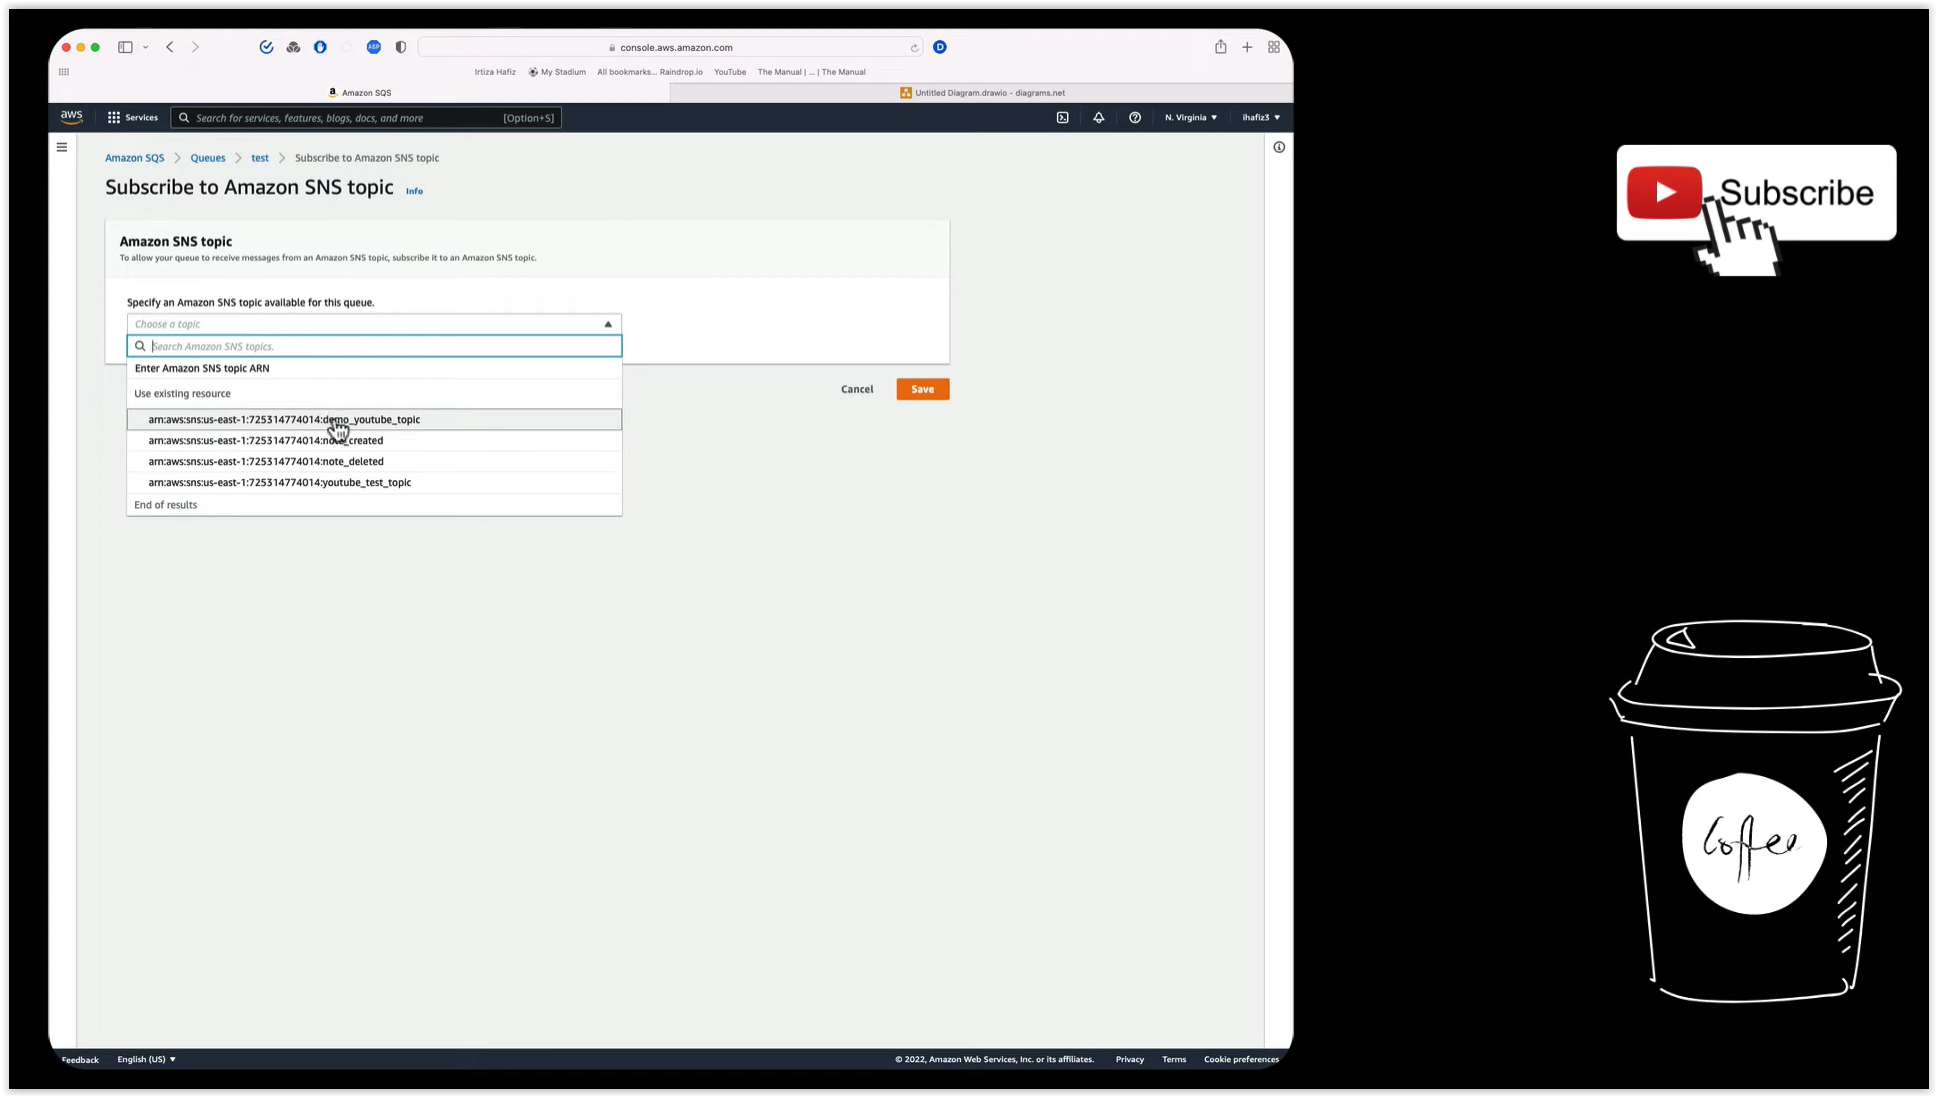 console.aws.amazon.com
ABP
D
Irtiza Hafiz My Stadium All bookmarks... Raindrop.io YouTube The Manual | ... | The Manual
a Amazon SQS
Untitled Diagram.drawio - diagrams.net
aws Services Search for services, features, blogs, docs, and more [Option+S] N. Virginia ▼ ihafiz3 ▼
Amazon SQS > Queues > test > Subscribe to Amazon SNS topic
Subscribe to Amazon SNS topic Info
Amazon SNS topic
To allow your queue to receive messages from an Amazon SNS topic, subscribe it to an Amazon SNS topic.
Specify an Amazon SNS topic available for this queue.
Choose a topic
Search Amazon SNS topics.
Enter Amazon SNS topic ARN
Use existing resource
arn:aws:sns:us-east-1:725314774014:demo_youtube_topic
arn:aws:sns:us-east-1:725314774014:note_created
arn:aws:sns:us-east-1:725314774014:note_deleted
arn:aws:sns:us-east-1:725314774014:youtube_test_topic
End of results
Cancel Save
Feedback English (US) ▼ © 2022, Amazon Web Services, Inc. or its affiliates. Privacy Terms Cookie preferences
Subscribe
Coffee